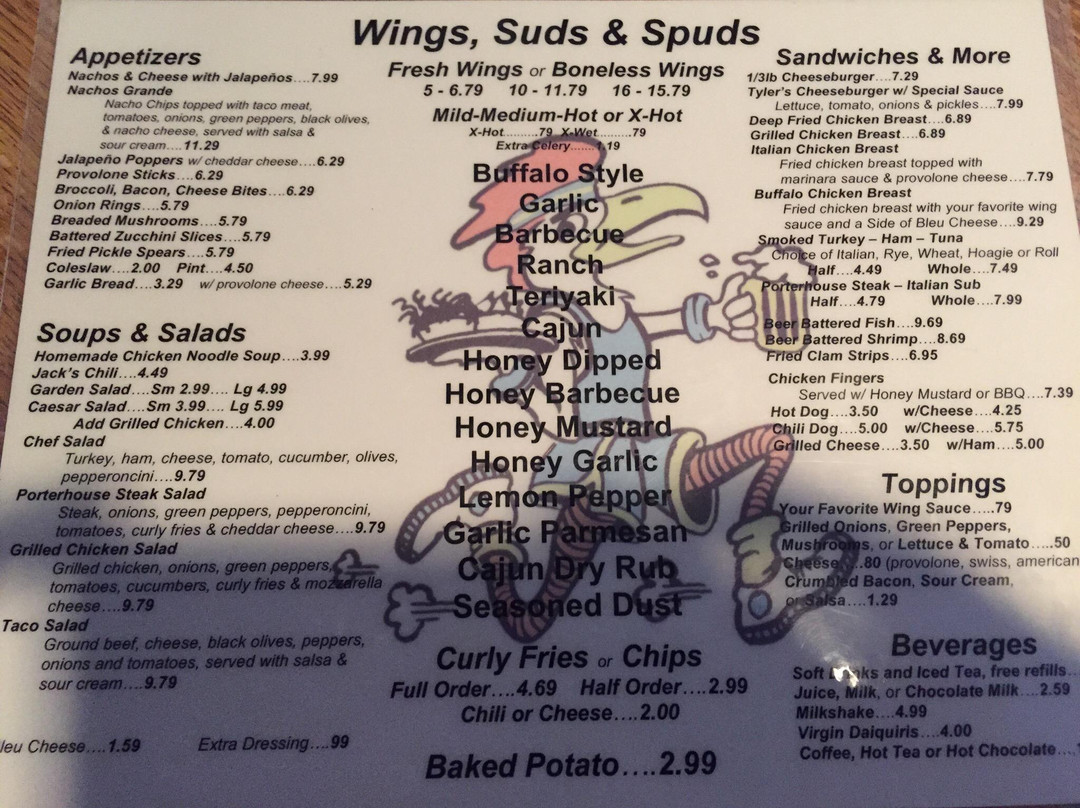 Wings, Suds & Spuds
Appetizers
Nachos & Cheese with Jalapeños....7.99
Nachos Grande
Nacho Chips topped with taco meat,
tomatoes, onions, green peppers, black olives,
& nacho cheese, served with salsa &
sour cream....11.29
Jalapeño Poppers w/ cheddar cheese....6.29
Provolone Sticks....6.29
Broccoli, Bacon, Cheese Bites....6.29
Onion Rings....5.79
Breaded Mushrooms....5.79
Battered Zucchini Slices....5.79
Fried Pickle Spears....5.79
Coleslaw....2.00 Pint....4.50
Garlic Bread....3.29 w/ provolone cheese....5.29
Soups & Salads
Homemade Chicken Noodle Soup....3.99
Jack's Chili....4.49
Garden Salad....Sm 2.99.... Lg 4.99
Caesar Salad....Sm 3.99.... Lg 5.99
Add Grilled Chicken....4.00
Chef Salad
Turkey, ham, cheese, tomato, cucumber, olives,
pepperoncini....9.79
Porterhouse Steak Salad
Steak, onions, green peppers, pepperoncini,
tomatoes, curly fries & cheddar cheese....9.79
Grilled Chicken Salad
Grilled chicken, onions, green peppers,
tomatoes, cucumbers, curly fries & mozzarella
cheese....9.79
Taco Salad
Ground beef, cheese, black olives, peppers,
onions and tomatoes, served with salsa &
sour cream....9.79
Cheese....1.59 Extra Dressing....99
Fresh Wings or Boneless Wings
5 - 6.79 10 - 11.79 16 - 15.79
Mild-Medium-Hot or X-Hot
X-Hot.........79 X-Wet.........79
Extra Celery.......1.19
Buffalo Style
Garlic
Barbecue
Ranch
Teriyaki
Cajun
Honey Dipped
Honey Barbecue
Honey Mustard
Honey Garlic
Lemon Pepper
Garlic Parmesan
Cajun Dry Rub
Seasoned Dust
Curly Fries or Chips
Full Order....4.69 Half Order....2.99
Chili or Cheese....2.00
Baked Potato....2.99
Sandwiches & More
1/3lb Cheeseburger....7.29
Tyler's Cheeseburger w/ Special Sauce
Lettuce, tomato, onions & pickles....7.99
Deep Fried Chicken Breast....6.89
Grilled Chicken Breast....6.89
Italian Chicken Breast
Fried chicken breast topped with
marinara sauce & provolone cheese....7.79
Buffalo Chicken Breast
Fried chicken breast with your favorite wing
sauce and a Side of Bleu Cheese....9.29
Smoked Turkey – Ham – Tuna
Choice of Italian, Rye, Wheat, Hoagie or Roll
Half....4.49 Whole....7.49
Porterhouse Steak – Italian Sub
Half....4.79 Whole....7.99
Beer Battered Fish....9.69
Beer Battered Shrimp....8.69
Fried Clam Strips....6.95
Chicken Fingers
Served w/ Honey Mustard or BBQ....7.39
Hot Dog....3.50 w/Cheese....4.25
Chili Dog....5.00 w/Cheese....5.75
Grilled Cheese....3.50 w/Ham....5.00
Toppings
Your Favorite Wing Sauce.....79
Grilled Onions, Green Peppers,
Mushrooms, or Lettuce & Tomato.....50
Cheese.....80 (provolone, swiss, american
Crumbled Bacon, Sour Cream,
or Salsa....1.29
Beverages
Soft Drinks and Iced Tea, free refills..
Juice, Milk, or Chocolate Milk....2.59
Milkshake....4.99
Virgin Daiquiris....4.00
Coffee, Hot Tea or Hot Chocolate....